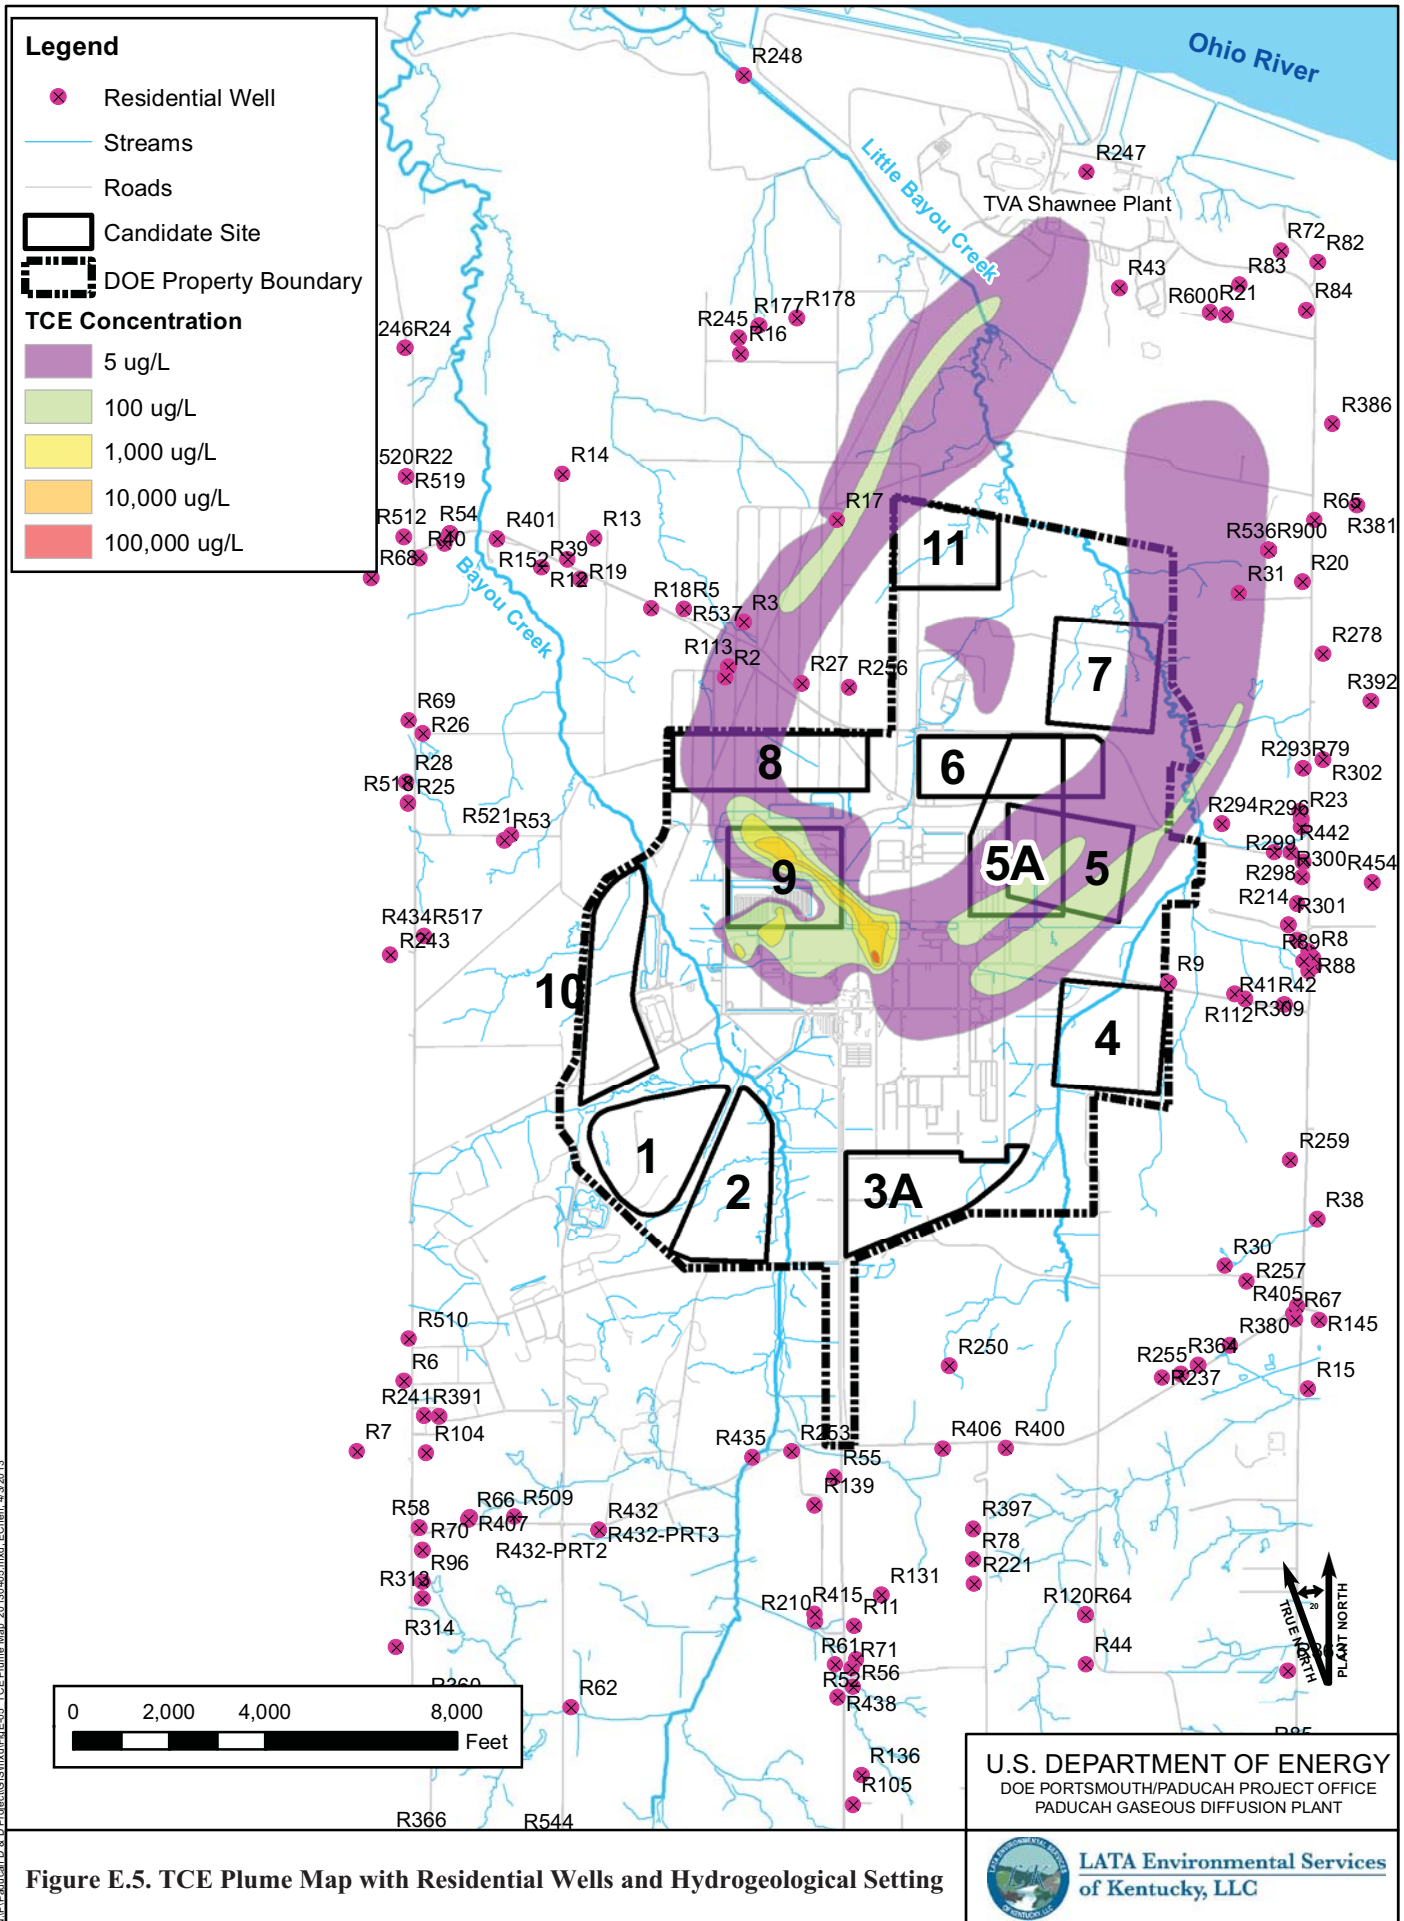 Legend
Residential Well
Streams
Roads
Candidate Site
DOE Property Boundary
TCE Concentration
5 ug/L
100 ug/L
1,000 ug/L
10,000 ug/L
100,000 ug/L
Ohio River
R248
R247
TVA Shawnee Plant
Little Bayou Creek
R72
R82
R43
R83
R600 R21
R84
R177 R178
R245
R16
246 R24
R386
520 R22
R519
R14
R17
R65
R381
R512
R54
R40
R68
R401
R13
R39
R152
R12
R19
R536 R900
R20
R31
11
Bayou Creek
R18 R5
R537
R3
R113
R2
R27
R256
7
R278
R392
R69
R26
8
6
R293 R79
R302
R28
R518 R25
R521 R53
R294 R296
R23
R442
R299
R300
R454
R298
9
5A
5
R214
R301
R434 R517
R243
R89
R8
R88
10
R9
R41 R42
R112 R309
4
1
2
3A
R259
R38
R30
R257
R405
R67
R380
R145
R510
R6
R250
R255
R364
R237
R15
R241 R391
R7
R104
R435
R253
R406
R400
R55
R139
R58
R66
R509
R70
R407
R432
R432-PRT3
R432-PRT2
R397
R78
R221
R96
R313
R131
R210
R415
R11
R120 R64
R314
R61
R71
R44
R52
R56
R438
R62
TRUE NORTH
20
PLANT NORTH
0 2,000 4,000 8,000
Feet
R136
R105
R366
R544
U.S. DEPARTMENT OF ENERGY
DOE PORTSMOUTH/PADUCAH PROJECT OFFICE
PADUCAH GASEOUS DIFFUSION PLANT
Figure E.5. TCE Plume Map with Residential Wells and Hydrogeological Setting
LATA Environmental Services
of Kentucky, LLC